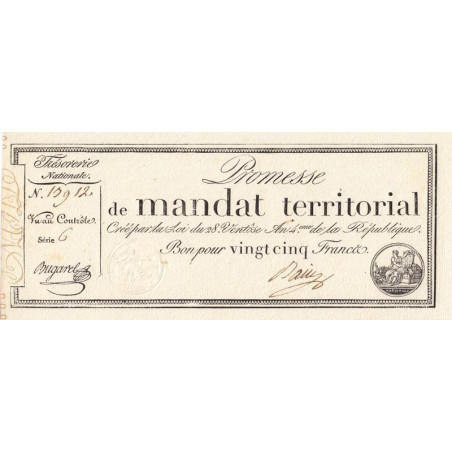 Trésorerie
Nationale.
N. 15912
Vu au Contrôle
Série 6
Bugarel
Promesse
de mandat territorial
Créé par la Loi du 28 Ventôse An 4.me de la République.
Bon pour vingt cinq Francs.